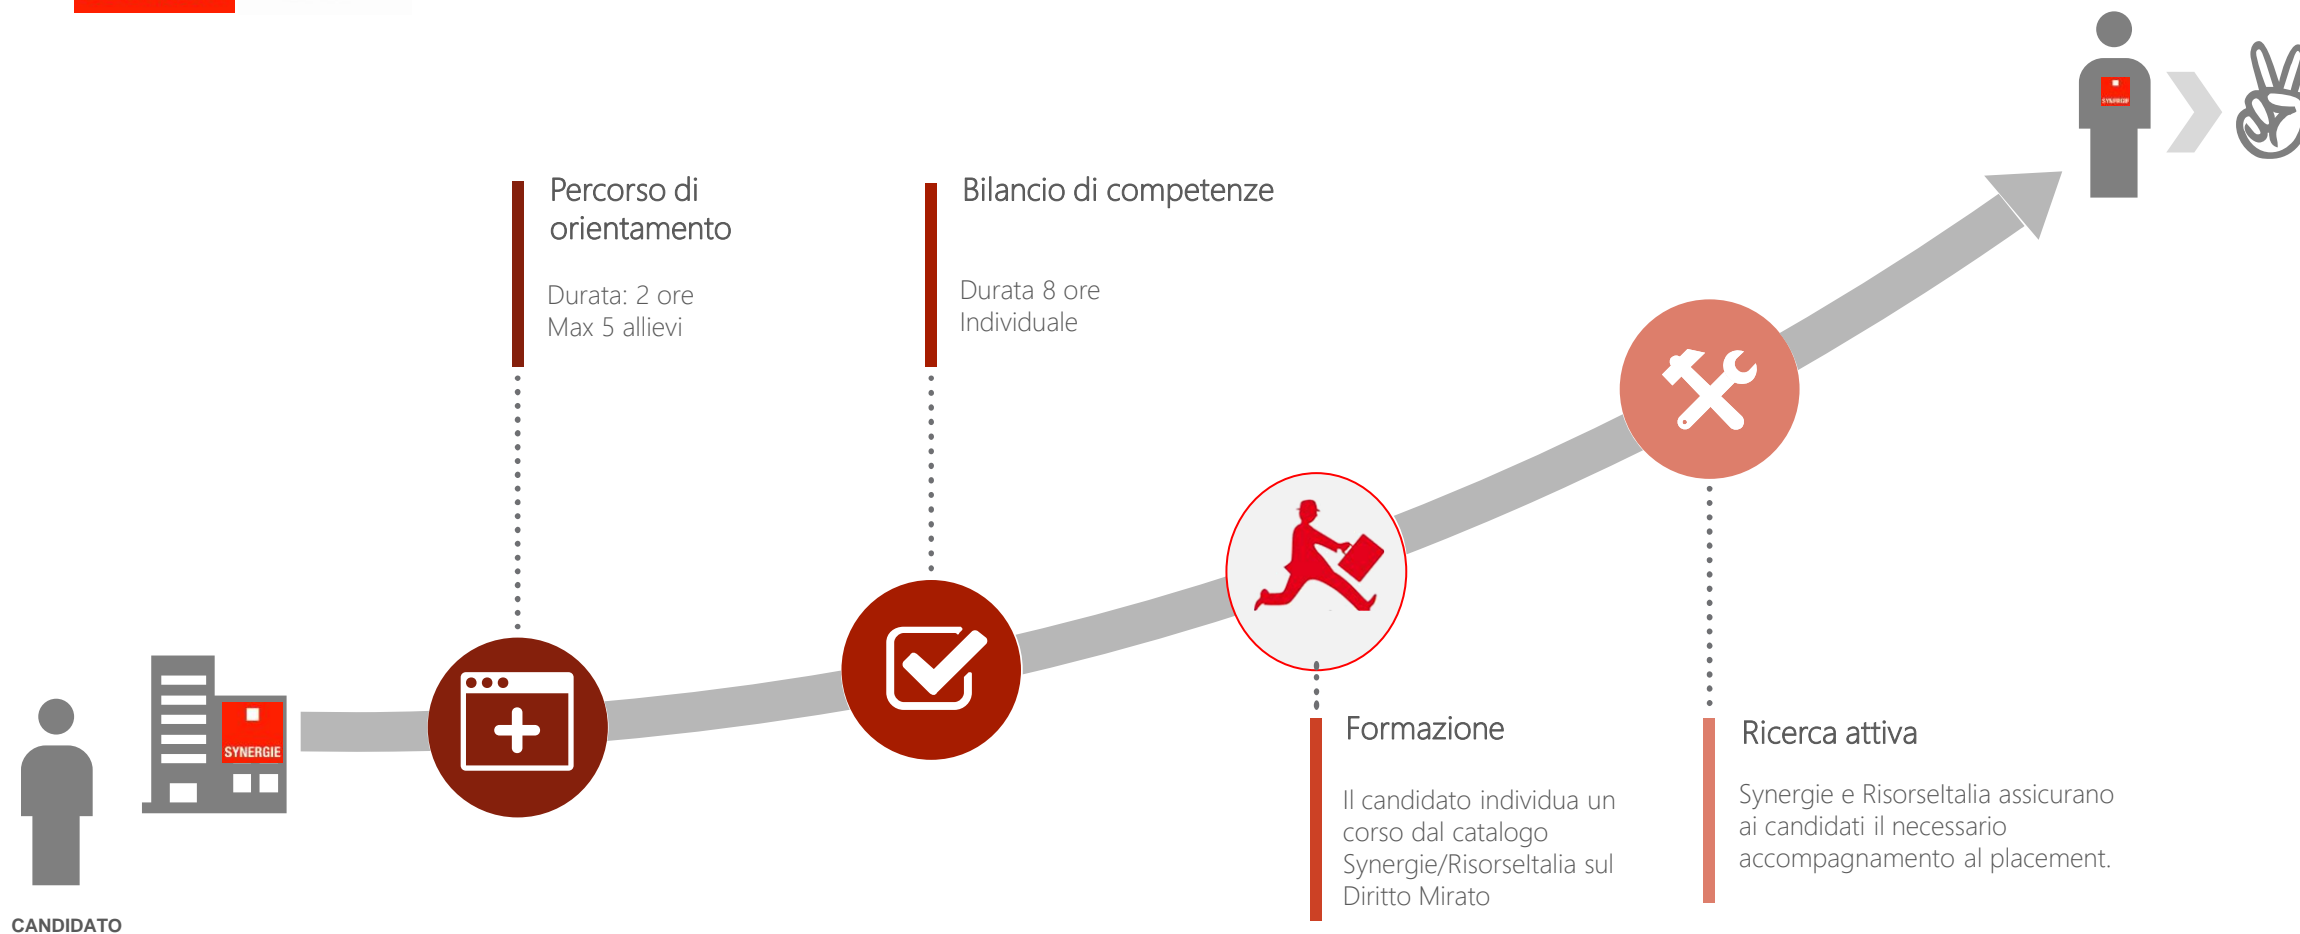 SYNERGIE
Percorso di
orientamento
Durata: 2 ore
Max 5 allievi
Bilancio di competenze
Durata 8 ore
Individuale
SYNERGIE
CANDIDATO
Formazione
Il candidato individua un
corso dal catalogo
Synergie/RisorseItalia sul
Diritto Mirato
Ricerca attiva
Synergie e RisorseItalia assicurano
ai candidati il necessario
accompagnamento al placement.